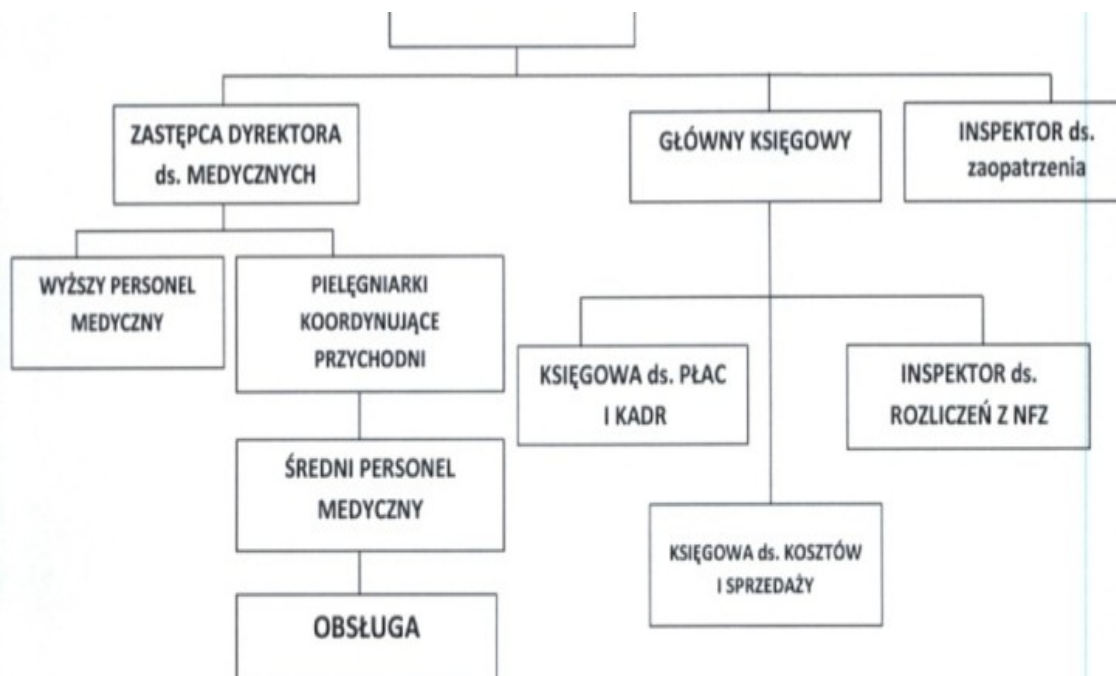 ZASTĘPCA DYREKTORA
ds. MEDYCZNYCH
GŁÓWNY KSIĘGOWY
INSPEKTOR ds.
zaopatrzenia
WYŻSZY PERSONEL
MEDYCZNY
PIELĘGNIARKI
KOORDYNUJĄCE
PRZYCHODNI
KSIĘGOWA ds. PŁAC
I KADR
INSPEKTOR ds.
ROZLICZEŃ Z NFZ
ŚREDNI PERSONEL
MEDYCZNY
KSIĘGOWA ds. KOSZTÓW
I SPRZEDAŻY
OBSŁUGA